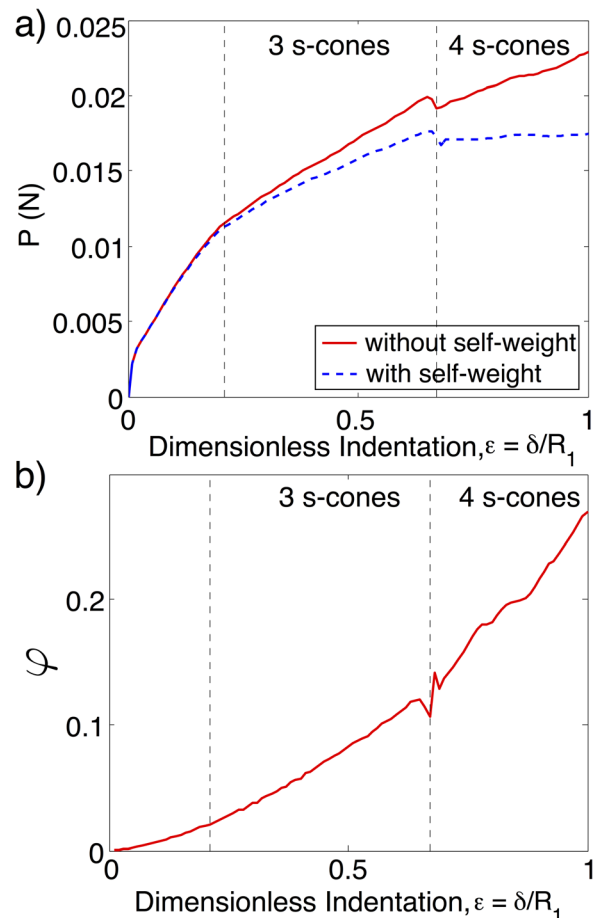 a)
0.025
3 s-cones
4 s-cones
0.02
0.015
P (N)
0.01
0.005
without self-weight
with self-weight
0
0
0.5
1
Dimensionless Indentation,ε = δ/R₁
b)
3 s-cones
4 s-cones
0.2
φ
0.1
0
0
0.5
1
Dimensionless Indentation,ε = δ/R₁